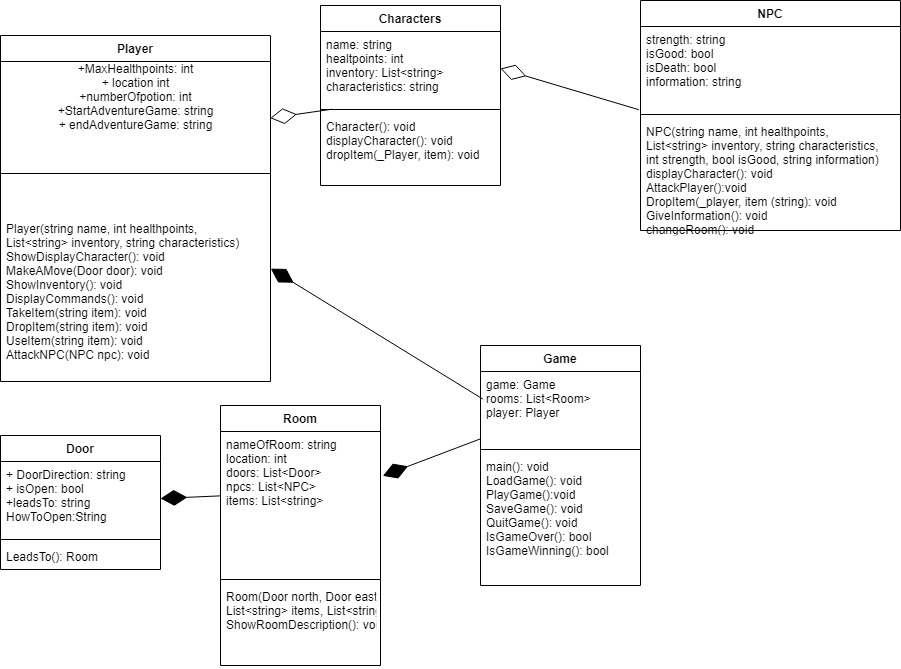 Player
+MaxHealthpoints: int
+ location int
+numberOfpotion: int
+StartAdventureGame: string
+ endAdventureGame: string
Player(string name, int healthpoints,
List<string> inventory, string characteristics)
ShowDisplayCharacter(): void
MakeAMove(Door door): void
ShowInventory(): void
DisplayCommands(): void
TakeItem(string item): void
DropItem(string item): void
UseItem(string item): void
AttackNPC(NPC npc): void
Characters
name: string
healtpoints: int
inventory: List<string>
characteristics: string
Character(): void
displayCharacter(): void
dropItem(_Player, item): void
NPC
strength: string
isGood: bool
isDeath: bool
information: string
NPC(string name, int healthpoints,
List<string> inventory, string characteristics,
int strength, bool isGood, string information)
displayCharacter(): void
AttackPlayer():void
DropItem(_player, item (string): void
GiveInformation(): void
changeRoom(): void
Game
game: Game
rooms: List<Room>
player: Player
main(): void
LoadGame(): void
PlayGame():void
SaveGame(): void
QuitGame(): void
IsGameOver(): bool
IsGameWinning(): bool
Room
nameOfRoom: string
location: int
doors: List<Door>
npcs: List<NPC>
items: List<string>
Room(Door north, Door east
List<string> items, List<strin
ShowRoomDescription(): vo
Door
+ DoorDirection: string
+ isOpen: bool
+leadsTo: string
HowToOpen:String
LeadsTo(): Room